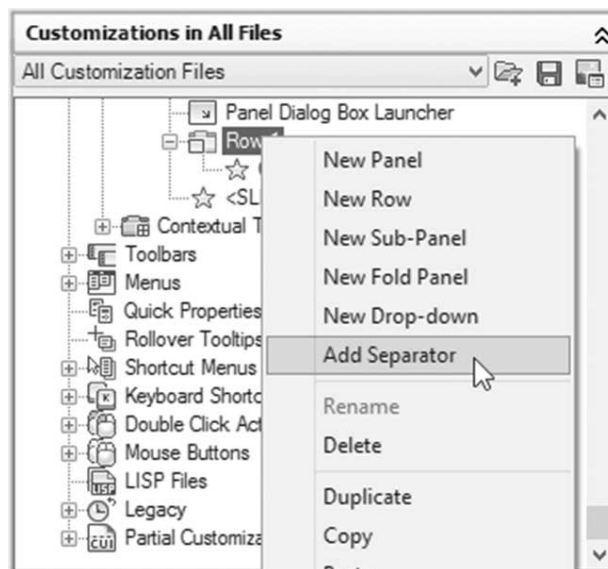 Customizations in All Files
All Customization Files
Panel Dialog Box Launcher
Row
<SL
Contextual T
Toolbars
Menus
Quick Properties
Rollover Tooltips
Shortcut Menus
Keyboard Shortc
Double Click Act
Mouse Buttons
LISP Files
Legacy
Partial Customiza
New Panel
New Row
New Sub-Panel
New Fold Panel
New Drop-down
Add Separator
Rename
Delete
Duplicate
Copy